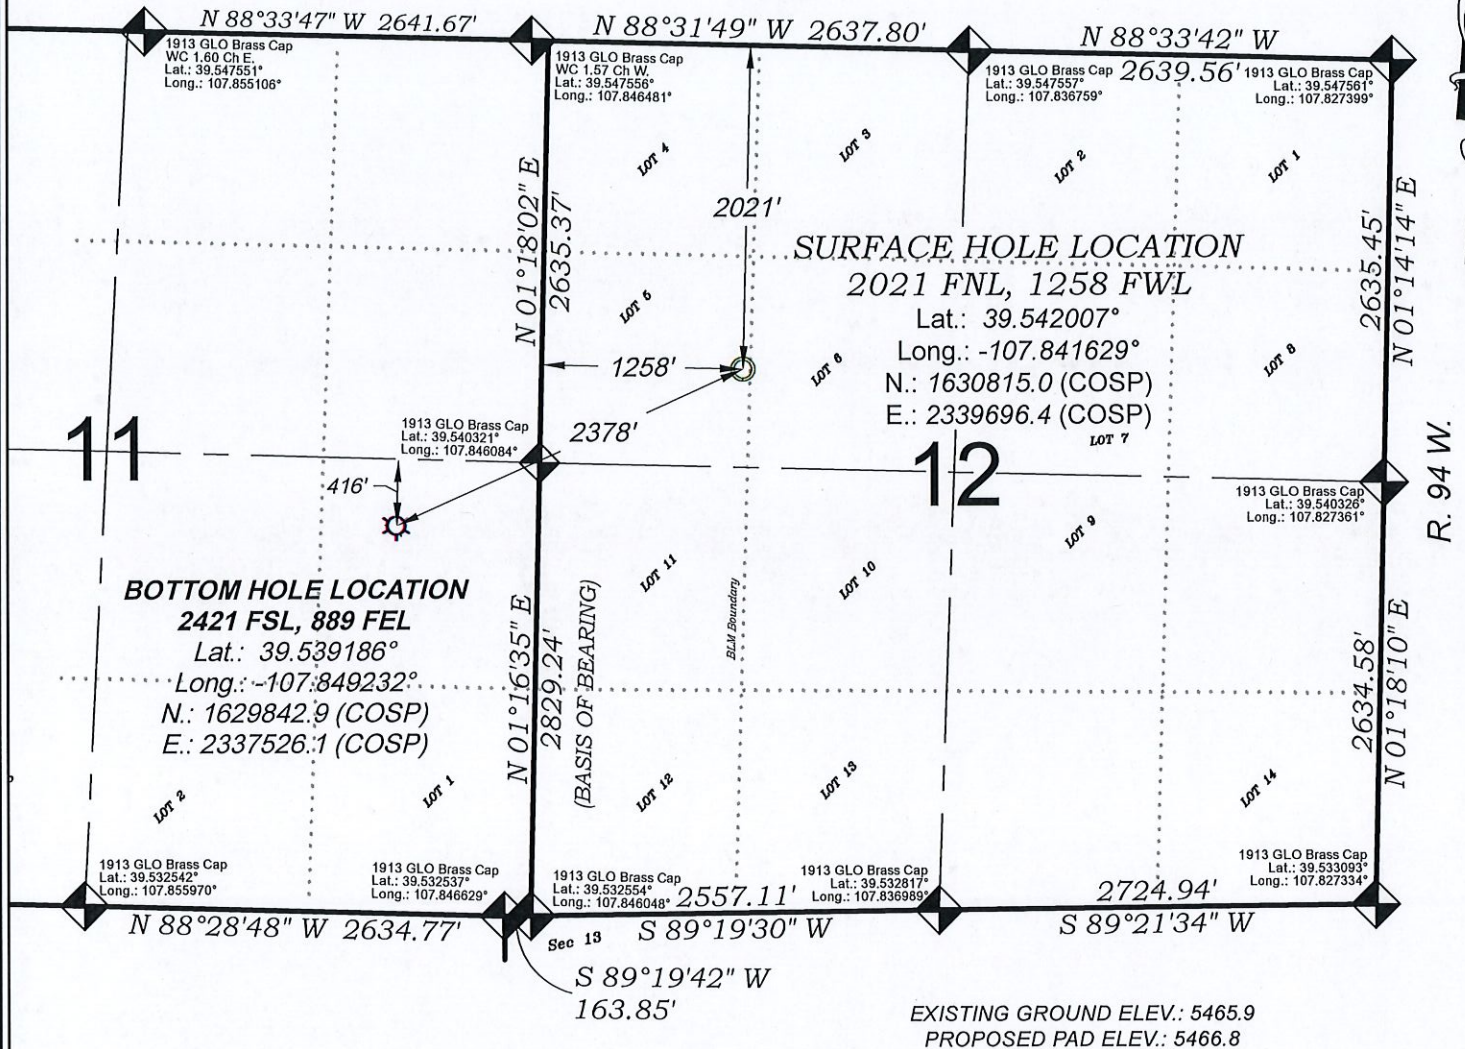 N 88°33'47" W 2641.67'
N 88°31'49" W 2637.80'
N 88°33'42" W
2639.56'
1913 GLO Brass Cap
WC 1.60 Ch E.
Lat.: 39.547551°
Long.: 107.855106°
1913 GLO Brass Cap
WC 1.57 Ch W.
Lat.: 39.547556°
Long.: 107.846481°
1913 GLO Brass Cap
Lat.: 39.547557°
Long.: 107.836759°
1913 GLO Brass Cap
Lat.: 39.547561°
Long.: 107.827399°
LOT 4
LOT 3
LOT 2
LOT 1
N 01°18'02" E
2635.37'
2021'
2635.45'
N 01°14'14" E
SURFACE HOLE LOCATION
2021 FNL, 1258 FWL
Lat.: 39.542007°
Long.: -107.841629°
N.: 1630815.0 (COSP)
E.: 2339696.4 (COSP)
LOT 5
LOT 6
LOT 8
LOT 7
1258'
2378'
11
12
1913 GLO Brass Cap
Lat.: 39.540321°
Long.: 107.846084°
416'
1913 GLO Brass Cap
Lat.: 39.540326°
Long.: 107.827361°
R. 94 W.
BOTTOM HOLE LOCATION
2421 FSL, 889 FEL
Lat.: 39.539186°
Long.: -107.849232°
N.: 1629842.9 (COSP)
E.: 2337526.1 (COSP)
N 01°16'35" E
2829.24'
(BASIS OF BEARING)
LOT 11
BLM Boundary
LOT 10
LOT 9
2634.58'
N 01°18'10" E
LOT 2
LOT 1
LOT 12
LOT 13
LOT 14
1913 GLO Brass Cap
Lat.: 39.532542°
Long.: 107.855970°
1913 GLO Brass Cap
Lat.: 39.532537°
Long.: 107.846629°
1913 GLO Brass Cap
Lat.: 39.532554°
Long.: 107.846048°
2557.11'
1913 GLO Brass Cap
Lat.: 39.532817°
Long.: 107.836989°
2724.94'
1913 GLO Brass Cap
Lat.: 39.533093°
Long.: 107.827334°
N 88°28'48" W 2634.77'
Sec 13
S 89°19'30" W
S 89°21'34" W
S 89°19'42" W
163.85'
EXISTING GROUND ELEV.: 5465.9
PROPOSED PAD ELEV.: 5466.8